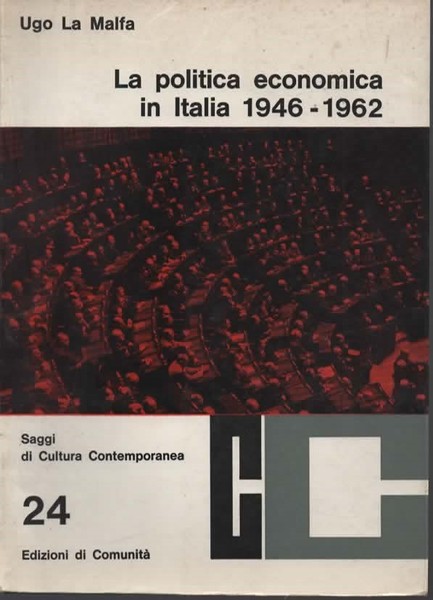 Ugo La Malfa
La politica economica
in Italia 1946 - 1962
Saggi
di Cultura Contemporanea
24
Edizioni di Comunità